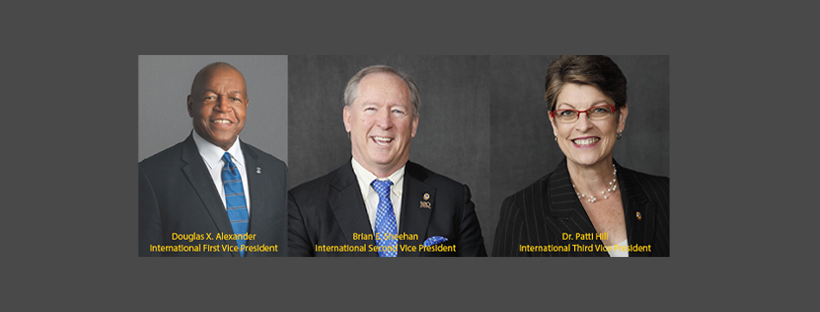 Douglas X. Alexander
International First Vice President
Brian E. Sheehan
International Second Vice President
Dr. Patti Hill
International Third Vice President